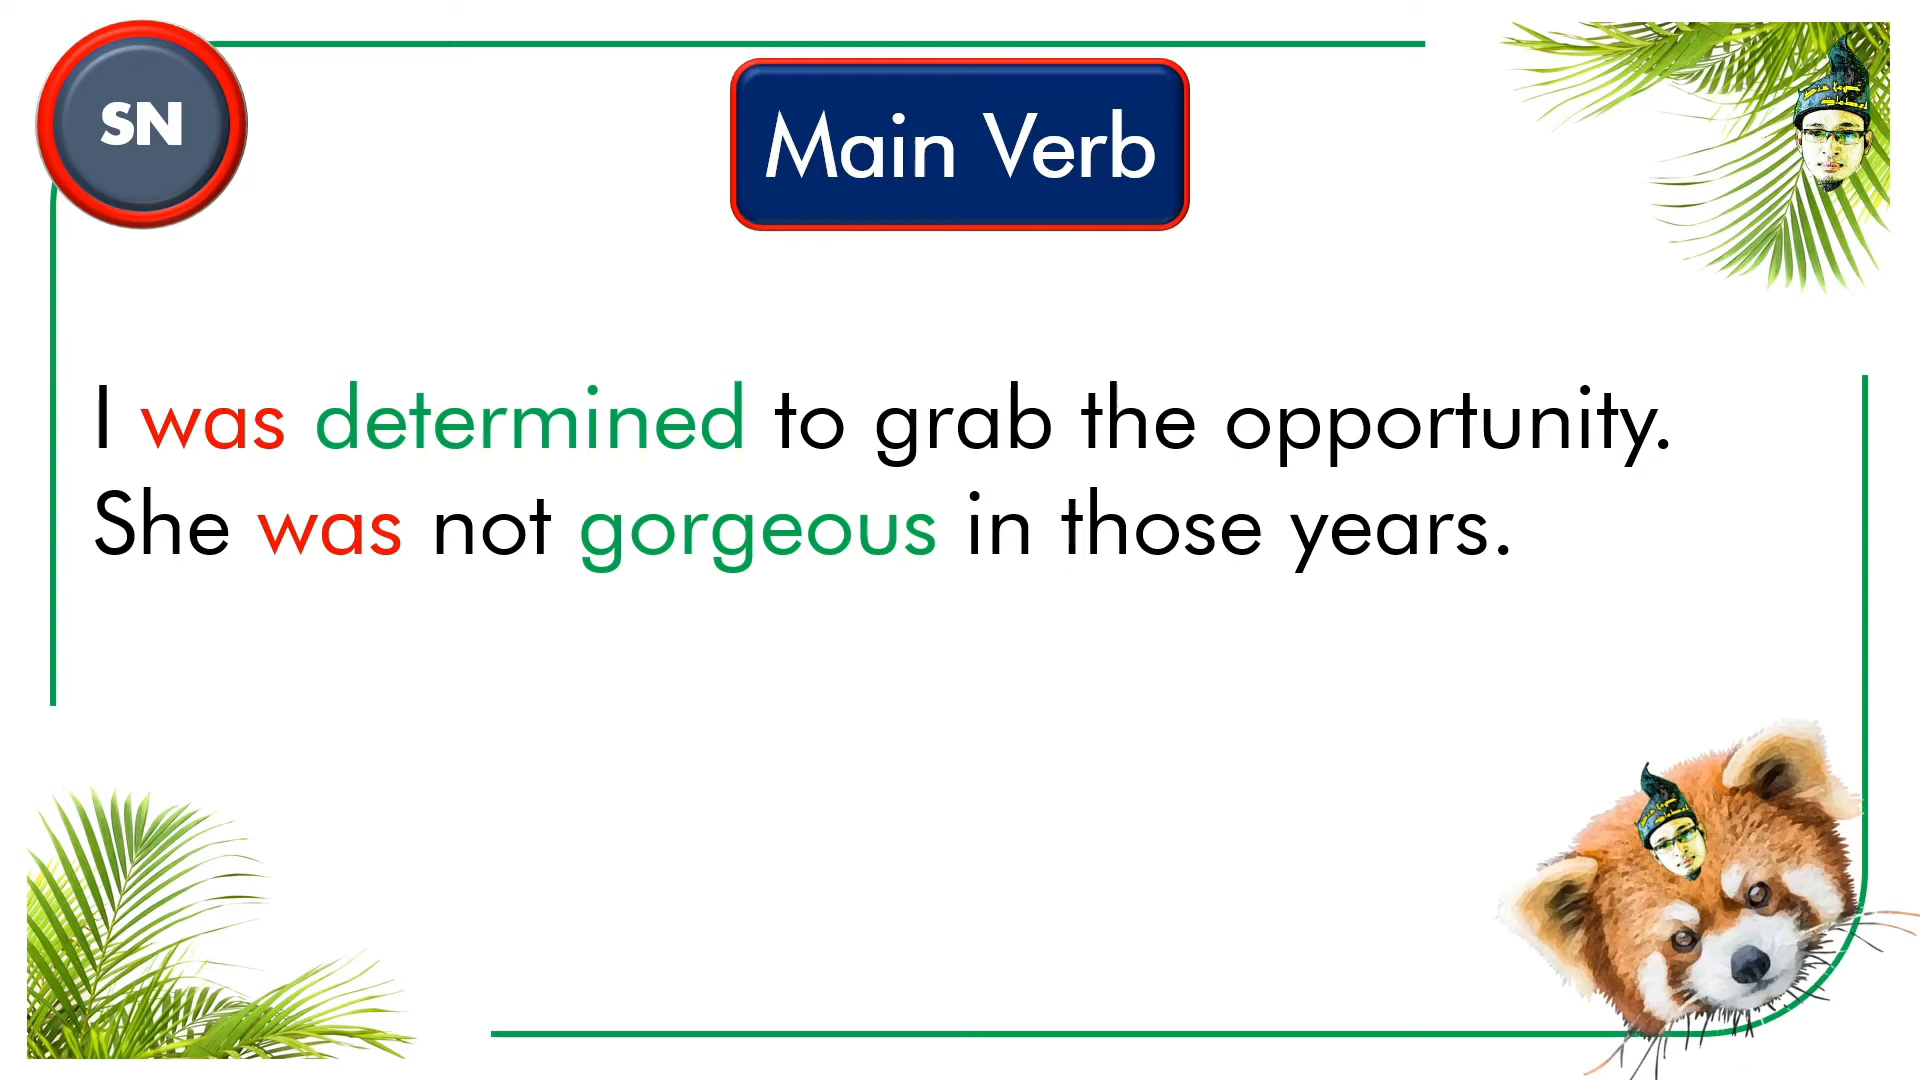 SN
Main Verb
I was determined to grab the opportunity.
She was not gorgeous in those years.